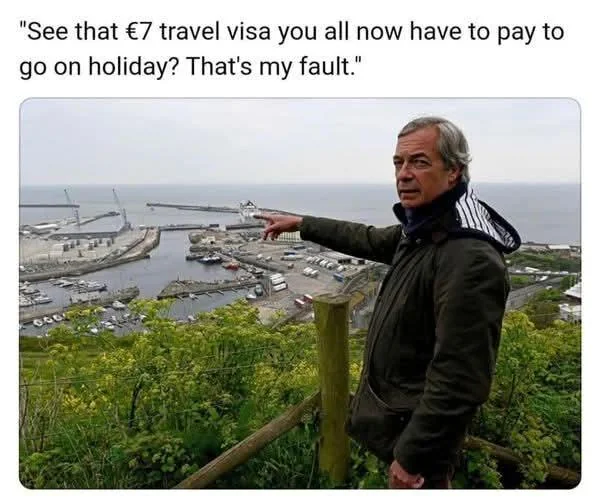 "See that €7 travel visa you all now have to pay to
go on holiday? That's my fault."